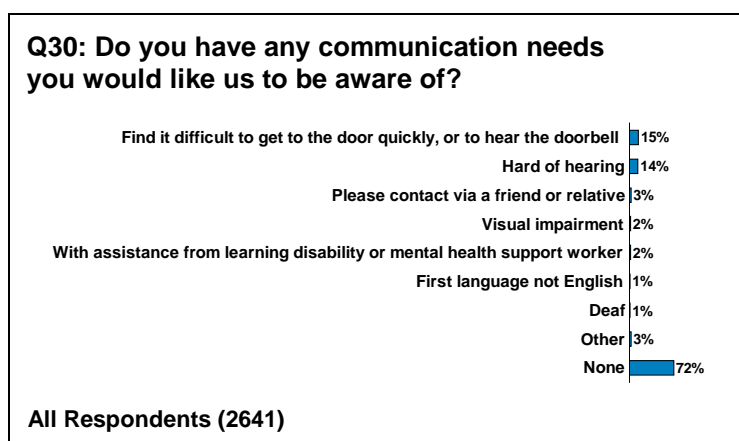 Q30: Do you have any communication needs
you would like us to be aware of?
Find it difficult to get to the door quickly, or to hear the doorbell 15%
Hard of hearing 14%
Please contact via a friend or relative 3%
Visual impairment 2%
With assistance from learning disability or mental health support worker 2%
First language not English 1%
Deaf 1%
Other 3%
None 72%
All Respondents (2641)